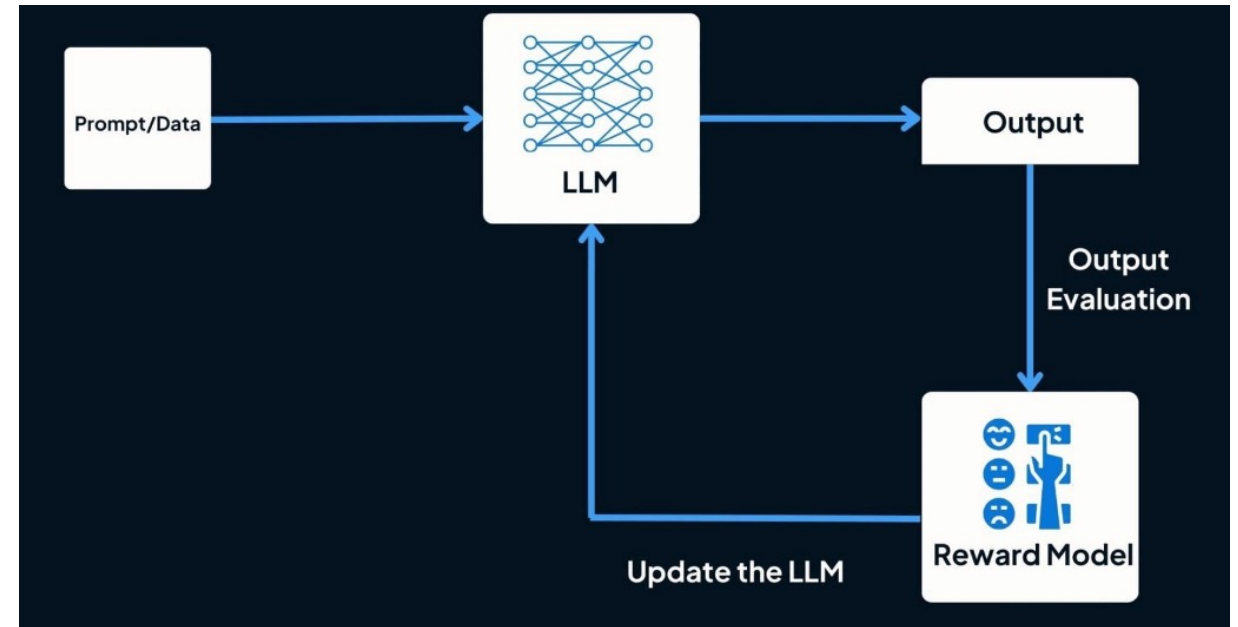 Prompt/Data
LLM
Output
Output
Evaluation
Reward Model
Update the LLM